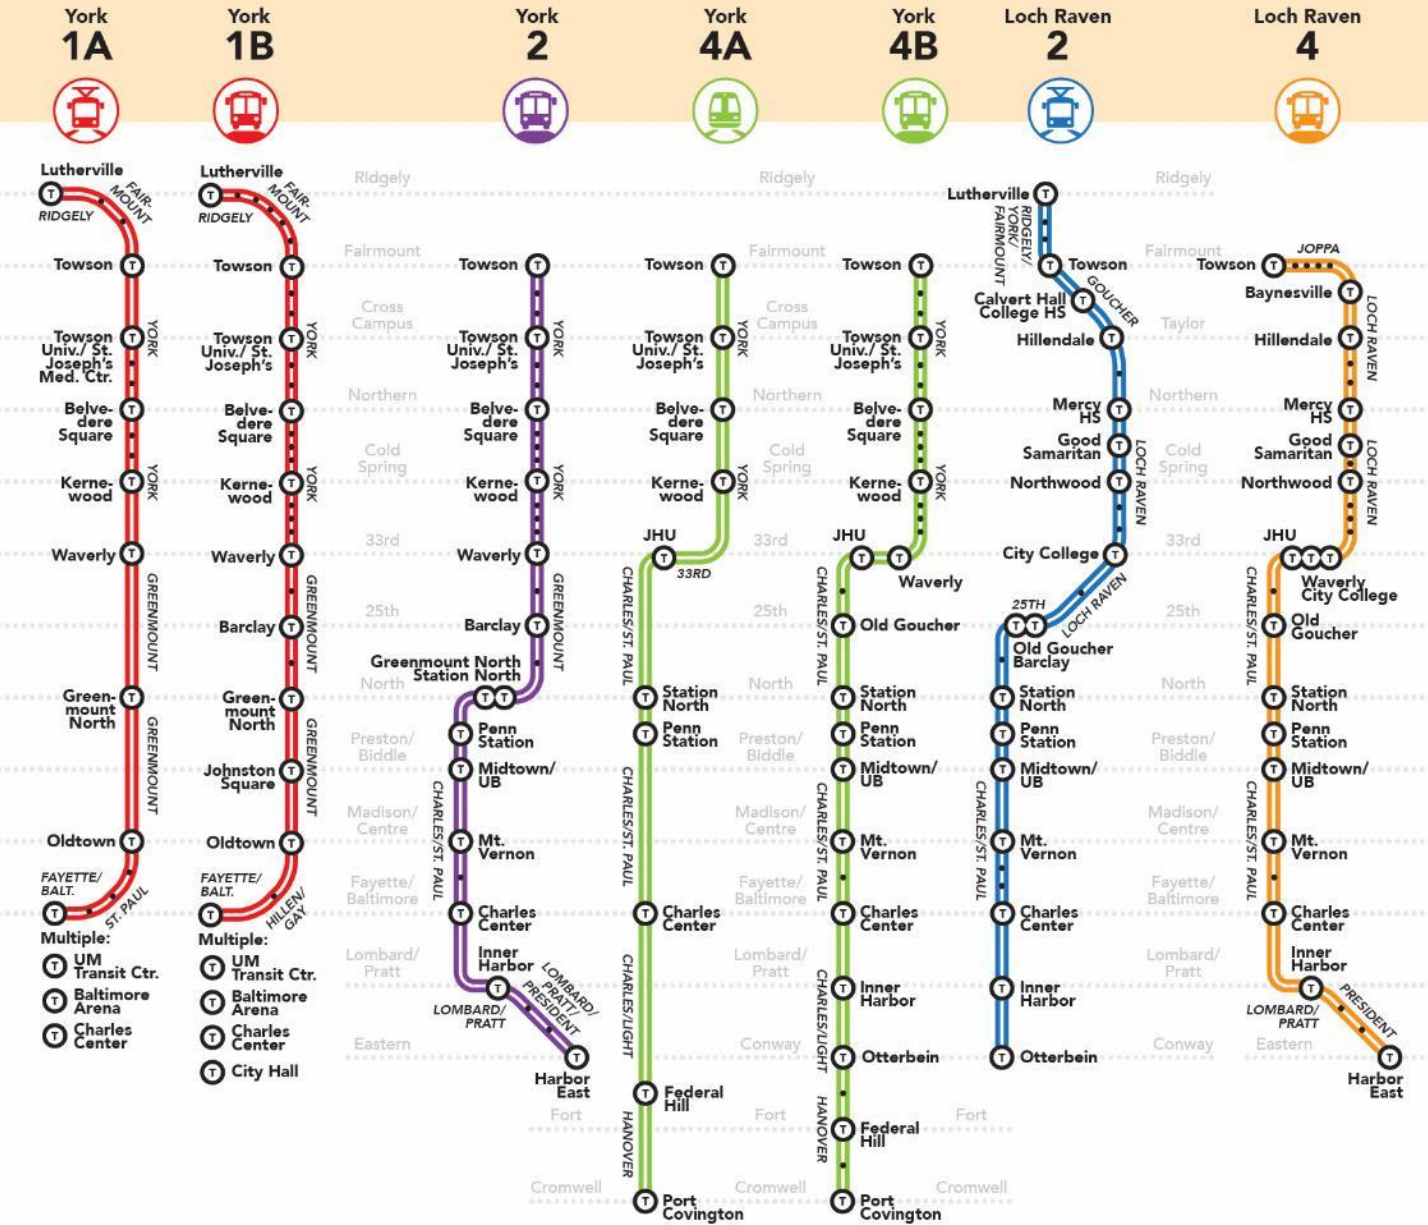 York
1A
York
1B
York
2
York
4A
York
4B
Loch Raven
2
Loch Raven
4
Lutherville
T
RIDGELY
FAIR-
MOUNT
Towson
T
Towson
Univ./ St.
Joseph's
Med. Ctr.
T
YORK
Belve-
dere
Square
T
Kerne-
wood
T
YORK
Waverly
T
GREENMOUNT
Green-
mount
North
T
GREENMOUNT
Oldtown
T
FAYETTE/
BALT.
ST. PAUL
T
Multiple:
T UM
Transit Ctr.
T Baltimore
Arena
T Charles
Center
Lutherville
T
RIDGELY
FAIR-
MOUNT
Towson
T
Towson
Univ./ St.
Joseph's
T
YORK
Belve-
dere
Square
T
Kerne-
wood
T
YORK
Waverly
T
GREENMOUNT
Barclay
T
Green-
mount
North
T
GREENMOUNT
Johnston
Square
T
Oldtown
T
FAYETTE/
BALT.
HILLEN/
GAY
T
Multiple:
T UM
Transit Ctr.
T Baltimore
Arena
T Charles
Center
T City Hall
Ridgely
Fairmount
Cross
Campus
Northern
Cold
Spring
33rd
25th
North
Preston/
Biddle
Madison/
Centre
Fayette/
Baltimore
Lombard/
Pratt
Eastern
Towson
T
Towson
Univ./ St.
Joseph's
T
YORK
Belve-
dere
Square
T
Kerne-
wood
T
YORK
Waverly
T
GREENMOUNT
Barclay
T
Greenmount North
Station North
T T
T Penn
Station
T Midtown/
UB
CHARLES/ST. PAUL
T Mt.
Vernon
T Charles
Center
Inner
Harbor
T
LOMBARD/
PRATT
LOMBARD/
PRATT/
PRESIDENT
T
Harbor
East
Fort
Cromwell
Towson
T
Towson
Univ./ St.
Joseph's
T
YORK
Belve-
dere
Square
T
Kerne-
wood
T
YORK
JHU
T
33RD
CHARLES/ST. PAUL
T Station
North
T Penn
Station
CHARLES/ST. PAUL
T Charles
Center
CHARLES/LIGHT
T Federal
Hill
HANOVER
T Port
Covington
Ridgely
Fairmount
Cross
Campus
Northern
Cold
Spring
33rd
25th
Preston/
Biddle
Madison/
Centre
Fayette/
Baltimore
Lombard/
Pratt
Conway
Fort
Cromwell
Towson
T
Towson
Univ./ St.
Joseph's
T
YORK
Belve-
dere
Square
T
Kerne-
wood
T
YORK
JHU
T T
Waverly
CHARLES/ST. PAUL
T Old Goucher
T Station
North
T Penn
Station
T Midtown/
UB
CHARLES/ST. PAUL
T Mt.
Vernon
T Charles
Center
CHARLES/LIGHT
T Inner
Harbor
T Otterbein
HANOVER
T Federal
Hill
T Port
Covington
Fort
Cromwell
Lutherville
T
RIDGELY/
YORK/
FAIRMOUNT
T Towson
GOUCHER
Calvert Hall
College HS
T
Hillendale
T
Mercy
HS
T
Good
Samaritan
T
LOCH RAVEN
Northwood
T
City College
T
LOCH RAVEN
25TH
T T
Old Goucher
Barclay
T Station
North
T Penn
Station
T Midtown/
UB
CHARLES/ST. PAUL
T Mt.
Vernon
T Charles
Center
T Inner
Harbor
T Otterbein
Ridgely
Fairmount
Taylor
Northern
Cold
Spring
33rd
25th
North
Preston/
Biddle
Madison/
Centre
Fayette/
Baltimore
Lombard/
Pratt
Conway
Towson
T
JOPPA
Baynesville
T
LOCH RAVEN
Hillendale
T
Mercy
HS
T
Good
Samaritan
T
LOCH RAVEN
Northwood
T
JHU
T T T
Waverly
City College
CHARLES/ST. PAUL
T Old
Goucher
T Station
North
T Penn
Station
T Midtown/
UB
CHARLES/ST. PAUL
T Mt.
Vernon
T Charles
Center
Inner
Harbor
T
LOMBARD/
PRATT
PRESIDENT
Eastern
T
Harbor
East